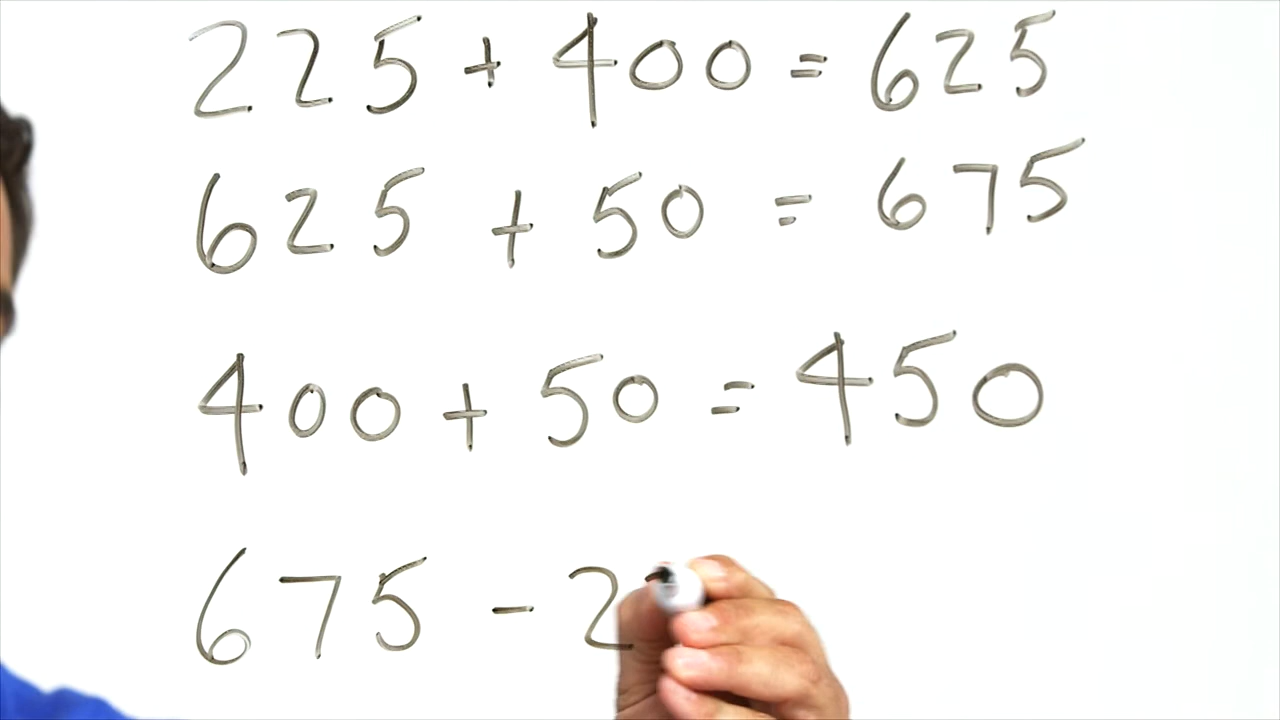 225 + 400 = 625
625 + 50 = 675
400 + 50 = 450
675 - 2